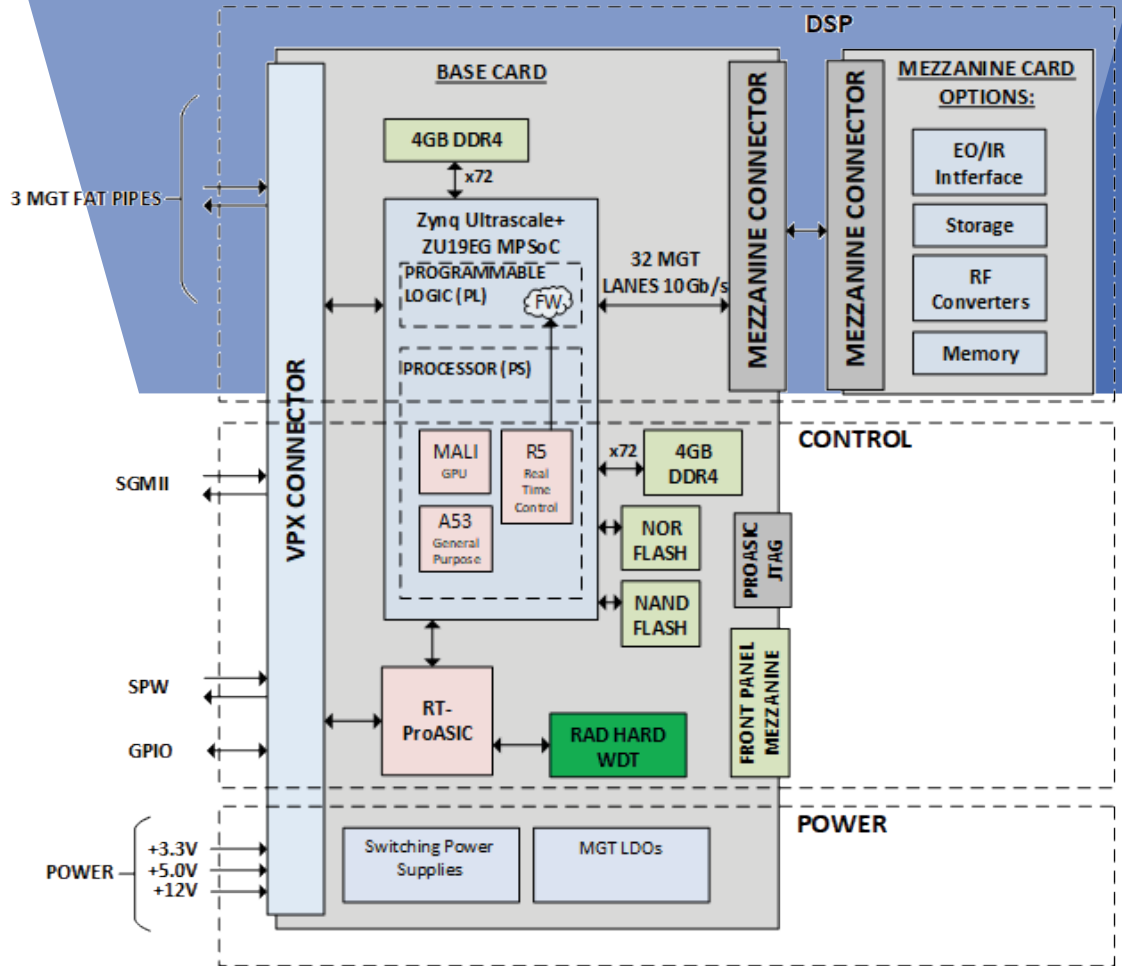 DSP
BASE CARD
MEZZANINE CARD
OPTIONS:
MEZZANINE CONNECTOR
MEZZANINE CONNECTOR
4GB DDR4
x72
EO/IR
Intferface
Storage
RF
Converters
Memory
3 MGT FAT PIPES
Zynq Ultrascale+
ZU19EG MPSoC
PROGRAMMABLE
LOGIC (PL)
FW
32 MGT
LANES 10Gb/s
PROCESSOR (PS)
VPX CONNECTOR
CONTROL
MALI
GPU
R5
Real
Time
Control
A53
General
Purpose
x72
4GB
DDR4
NOR
FLASH
NAND
FLASH
PROASIC
JTAG
FRONT PANEL
MEZZANINE
SGMII
SPW
GPIO
RT-
ProASIC
RAD HARD
WDT
POWER
POWER
+3.3V
+5.0V
+12V
Switching Power
Supplies
MGT LDOs